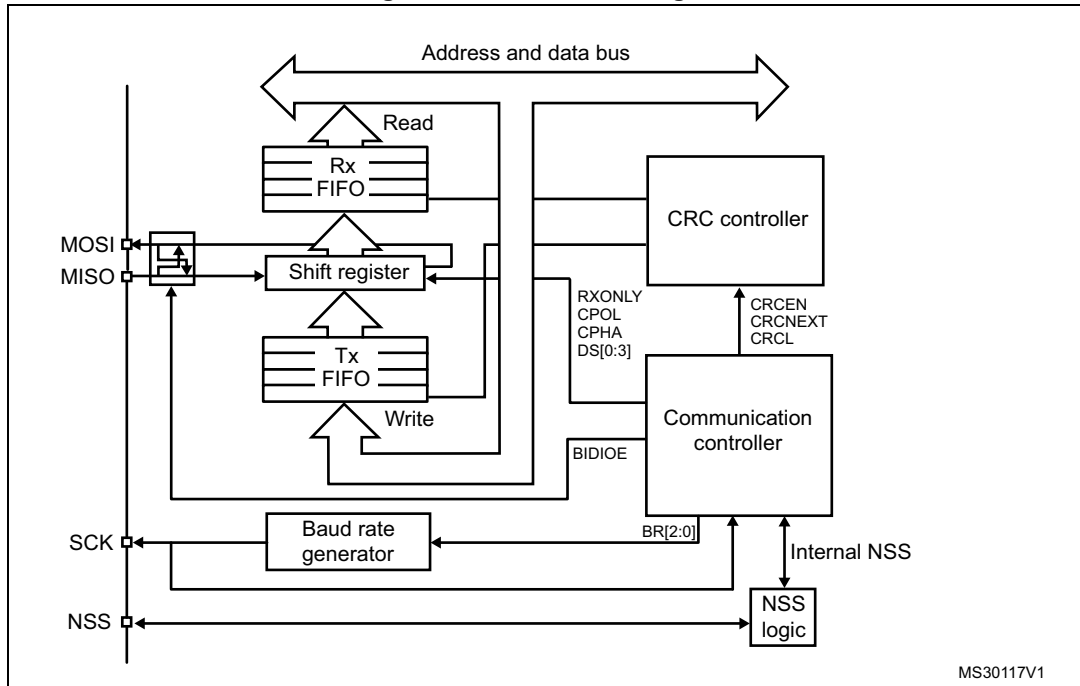 Address and data bus
Read
Rx
FIFO
CRC controller
MOSI
MISO
Shift register
RXONLY
CPOL
CPHA
DS[0:3]
CRCEN
CRCNEXT
CRCL
Tx
FIFO
Write
Communication
controller
BIDIOE
SCK
Baud rate
generator
BR[2:0]
Internal NSS
NSS
NSS
logic
MS30117V1